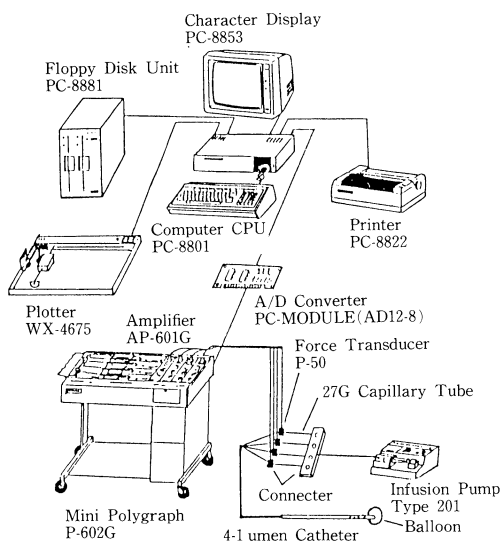 Character Display
PC-8853
Floppy Disk Unit
PC-8881
Computer CPU
PC-8801
Printer
PC-8822
Plotter
WX-4675
A/D Converter
PC-MODULE(AD12-8)
Amplifier
AP-601G
Force Transducer
P-50
27G Capillary Tube
Connecter
Infusion Pump
Type 201
Balloon
Mini Polygraph
P-602G
4-1 umen Catheter